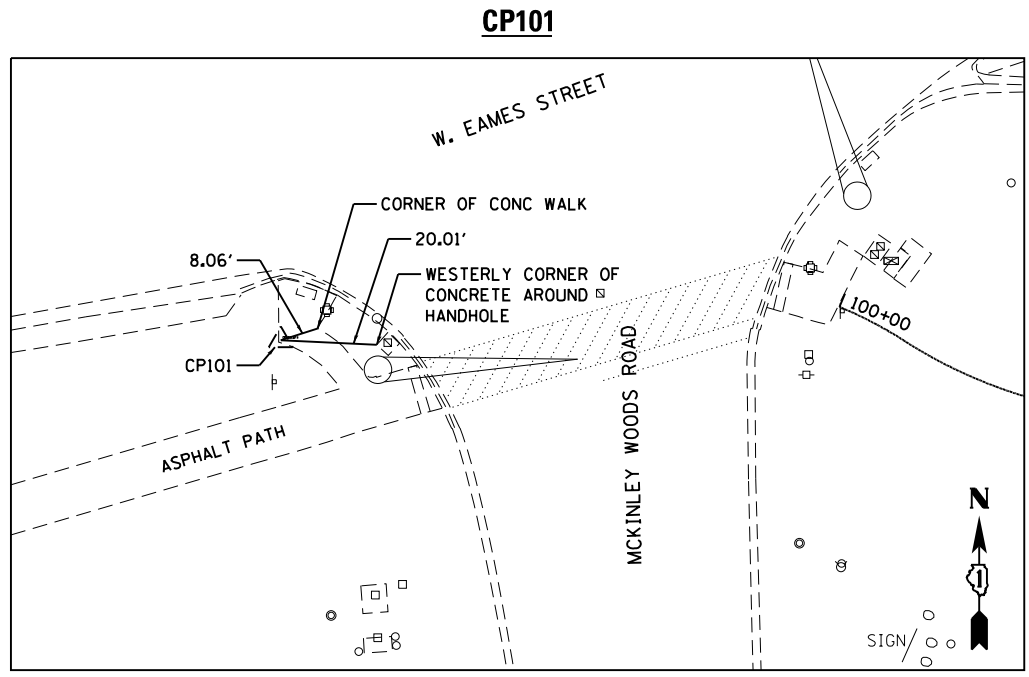 CP101
W. EAMES STREET
CORNER OF CONC WALK
20.01'
8.06'
WESTERLY CORNER OF
CONCRETE AROUND
HANDHOLE
100+00
CP101
MCKINLEY WOODS ROAD
ASPHALT PATH
N
1
SIGN